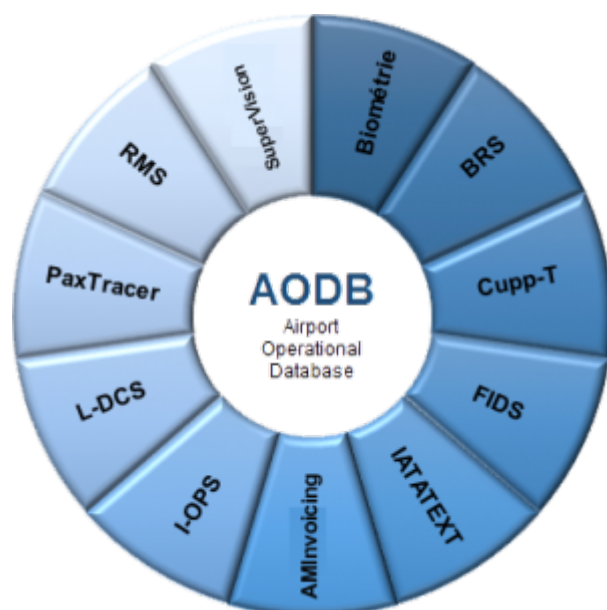 AODB
Airport
Operational
Database
Biométrie
BRS
Cupp-T
FIDS
IATATEXT
AMInvoicing
I-OPS
L-DCS
PaxTracer
RMS
SuperVision